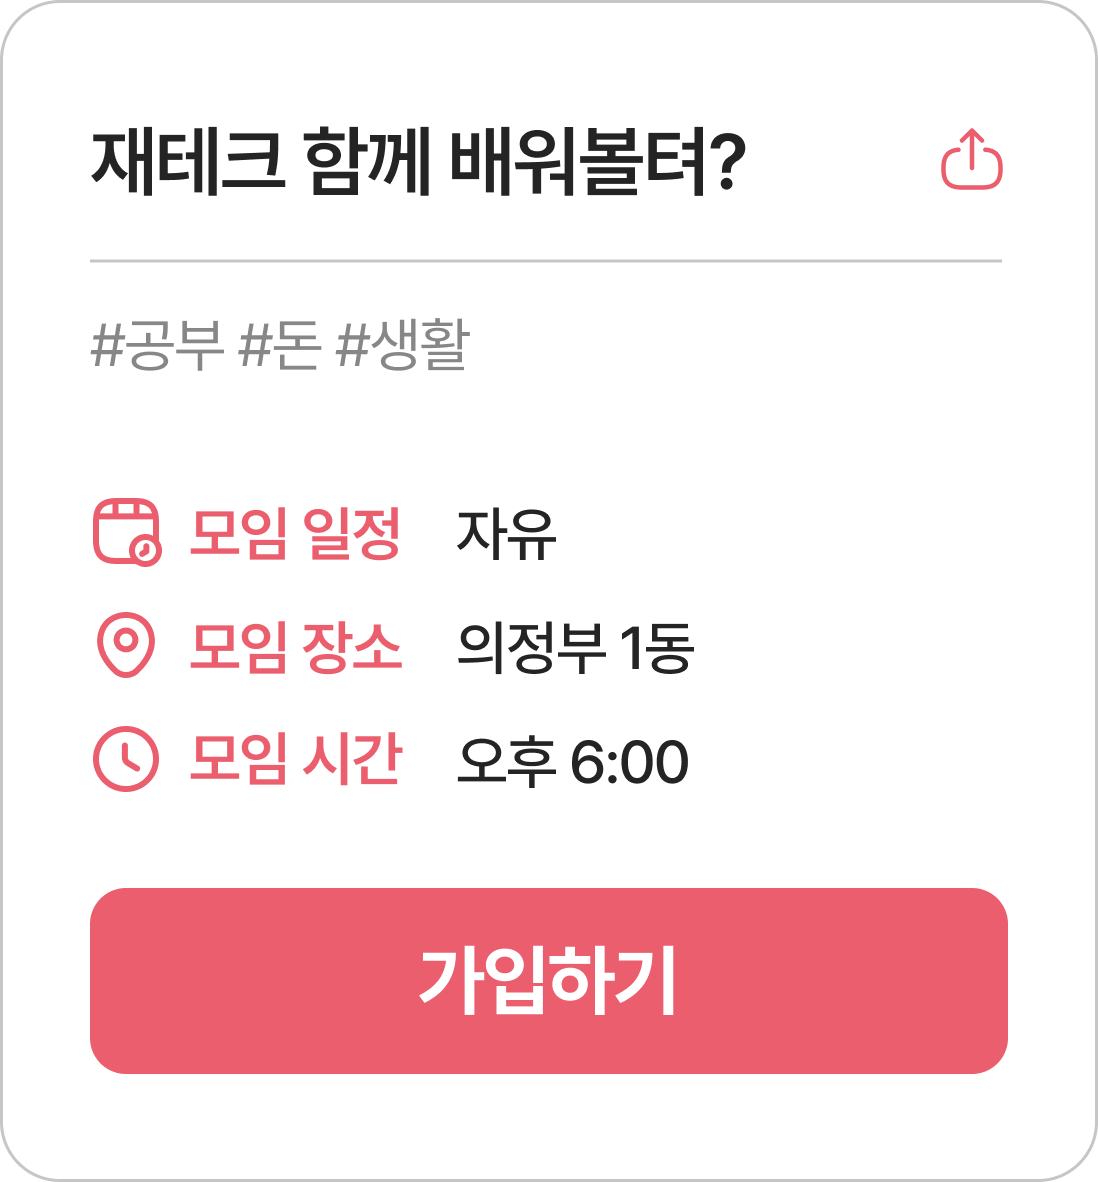 재테크 함께 배워볼텨?
#공부 #돈 #생활
모임 일정 자유
모임 장소 의정부 1동
모임 시간 오후 6:00
가입하기